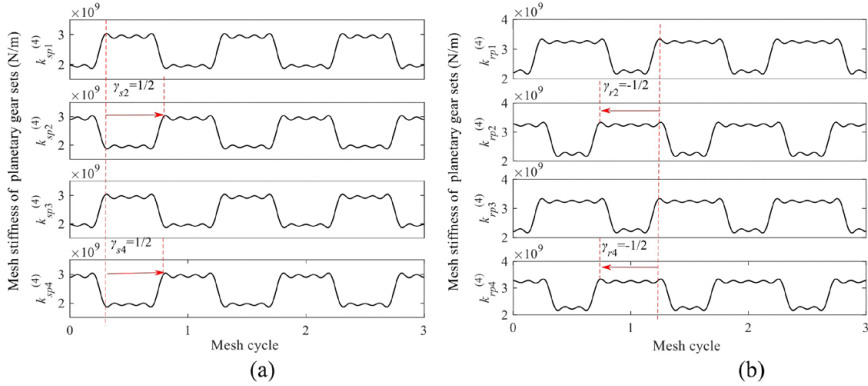 Mesh stiffness of planetary gear sets (N/m)
×10⁹
k_sp1^(4)
3
2
γ_s2=1/2
×10⁹
k_sp2^(4)
3
2
×10⁹
k_sp3^(4)
3
2
γ_s4=1/2
×10⁹
k_sp4^(4)
3
2
0 1 2 3
Mesh cycle
(a)
Mesh stiffness of planetary gear sets (N/m)
×10⁹
k_rp1^(4)
4
3
2
γ_r2=-1/2
×10⁹
k_rp2^(4)
4
3
2
×10⁹
k_rp3^(4)
4
3
2
γ_r4=-1/2
×10⁹
k_rp4^(4)
4
3
2
0 1 2 3
Mesh cycle
(b)